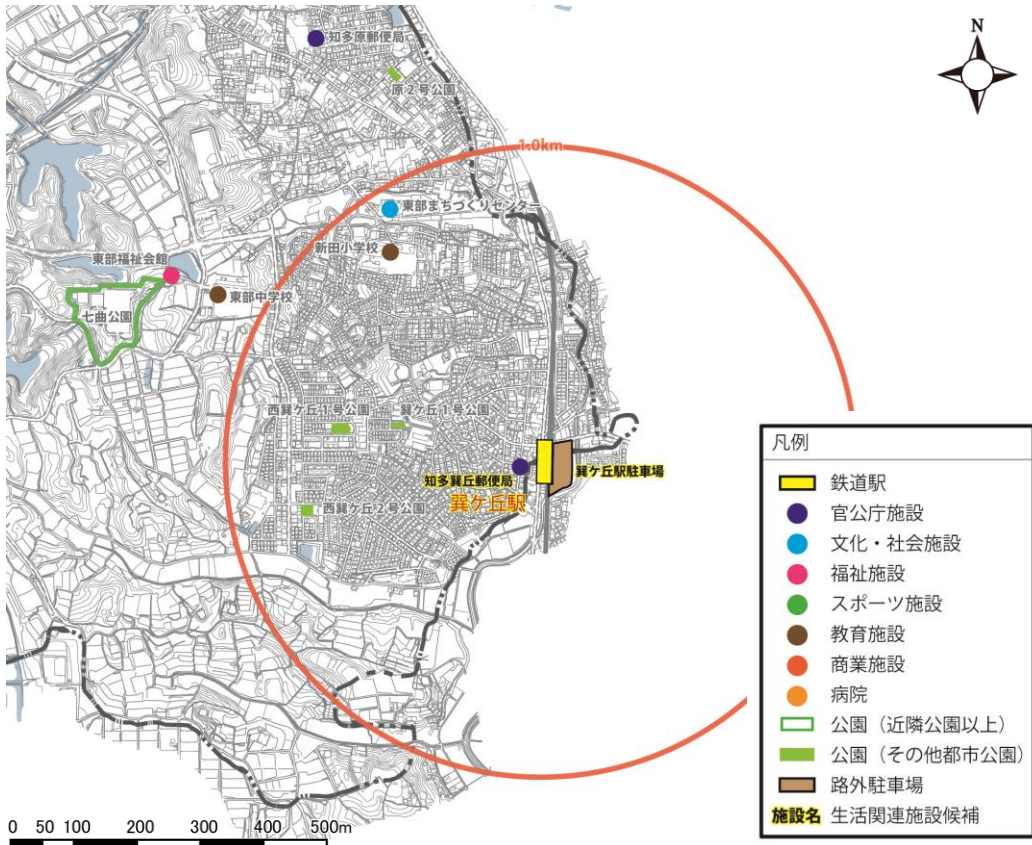 知多原郵便局
N
原2号公園
1.0km
東部まちづくりセンター
新田小学校
東部福祉会館
東部中学校
七曲公園
西巽ケ丘1号公園
巽ケ丘1号公園
知多巽丘郵便局
巽ケ丘駅駐車場
巽ケ丘駅
西巽ケ丘2号公園
凡例
鉄道駅
官公庁施設
文化・社会施設
福祉施設
スポーツ施設
教育施設
商業施設
病院
公園（近隣公園以上）
公園（その他都市公園）
路外駐車場
施設名 生活関連施設候補
0 50 100 200 300 400 500m